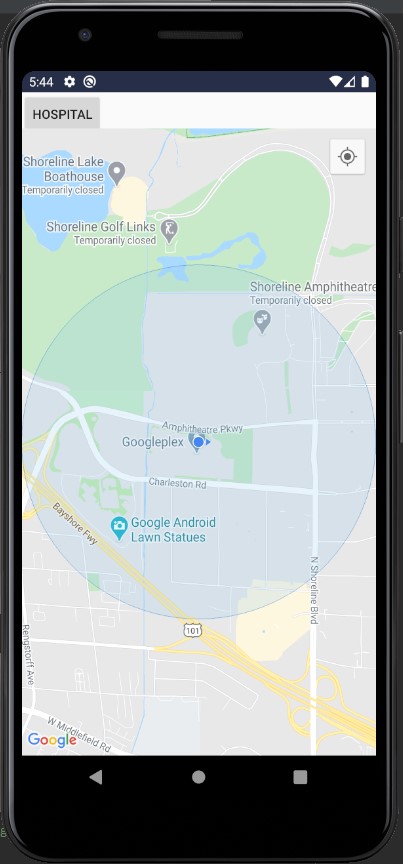 5:44
HOSPITAL
Shoreline Lake
Boathouse
Temporarily closed
Shoreline Golf Links
Temporarily closed
Shoreline Amphitheatre
Temporarily closed
Amphitheatre Pkwy
Googleplex
Charleston Rd
Google Android
Lawn Statues
Bayshore Fwy
N Shoreline Blvd
101
Rengstorff Ave
W Middlefield Rd
Google